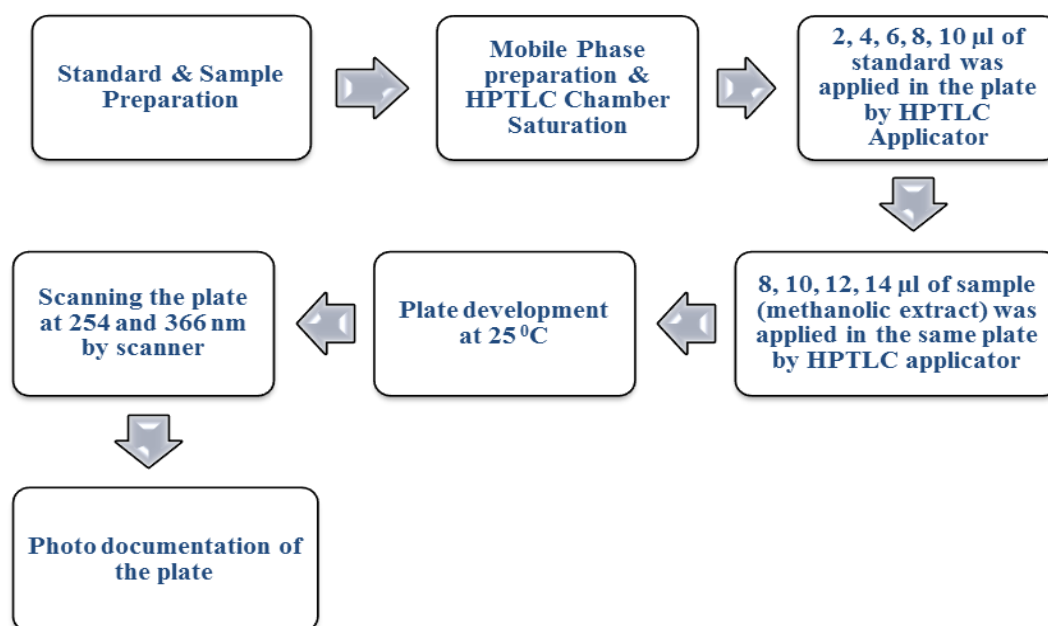 Standard & Sample
Preparation
Mobile Phase
preparation &
HPTLC Chamber
Saturation
2, 4, 6, 8, 10 µl of
standard was
applied in the plate
by HPTLC
Applicator
8, 10, 12, 14 µl of sample
(methanolic extract) was
applied in the same plate
by HPTLC applicator
Plate development
at 25 ⁰C
Scanning the plate
at 254 and 366 nm
by scanner
Photo documentation of
the plate